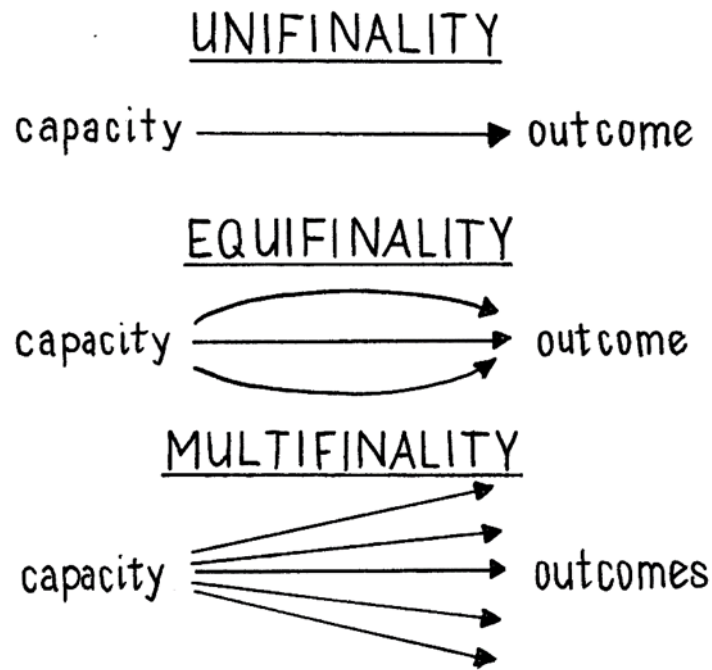 UNIFINALITY
capacity outcome
EQUIFINALITY
capacity outcome
MULTIFINALITY
capacity outcomes